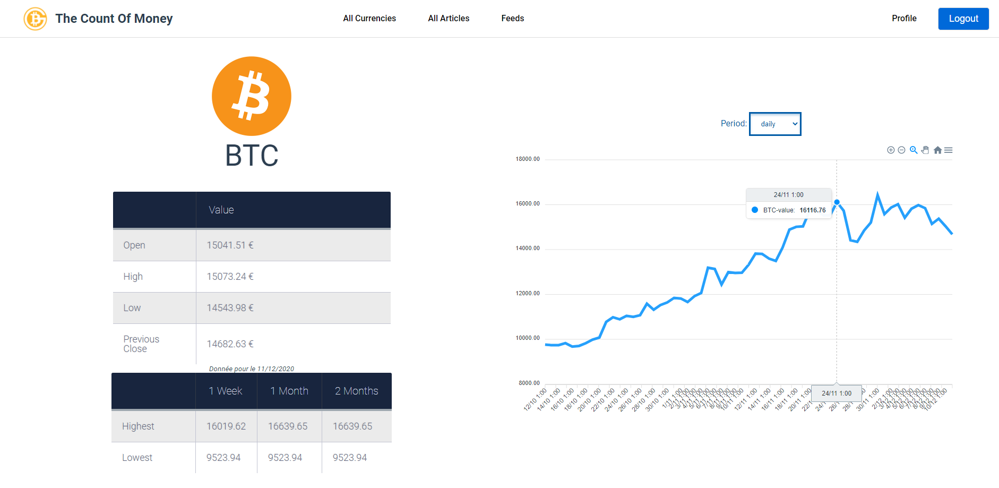 The Count Of Money
All Currencies
All Articles
Feeds
Profile
Logout
BTC
Value
Open 15041.51 €
High 15073.24 €
Low 14543.98 €
Previous
Close
14682.63 €
Donnée pour le 11/12/2020
1 Week 1 Month 2 Months
Highest 16019.62 16639.65 16639.65
Lowest 9523.94 9523.94 9523.94
Period: daily
18000.00
16000.00
14000.00
12000.00
10000.00
8000.00
24/11 1:00
BTC-value: 16116.76
12/10 1:00
14/10 1:00
16/10 1:00
18/10 1:00
20/10 1:00
22/10 1:00
24/10 1:00
26/10 1:00
28/10 1:00
30/10 1:00
1/11 1:00
2/11 1:00
3/11 1:00
4/11 1:00
5/11 1:00
6/11 1:00
7/11 1:00
8/11 1:00
9/11 1:00
10/11 1:00
12/11 1:00
14/11 1:00
16/11 1:00
18/11 1:00
20/11 1:00
24/11 1:00
30/11 1:00
2/12 1:00
3/12 1:00
4/12 1:00
5/12 1:00
6/12 1:00
7/12 1:00
8/12 1:00
9/12 1:00
10/12 1:00